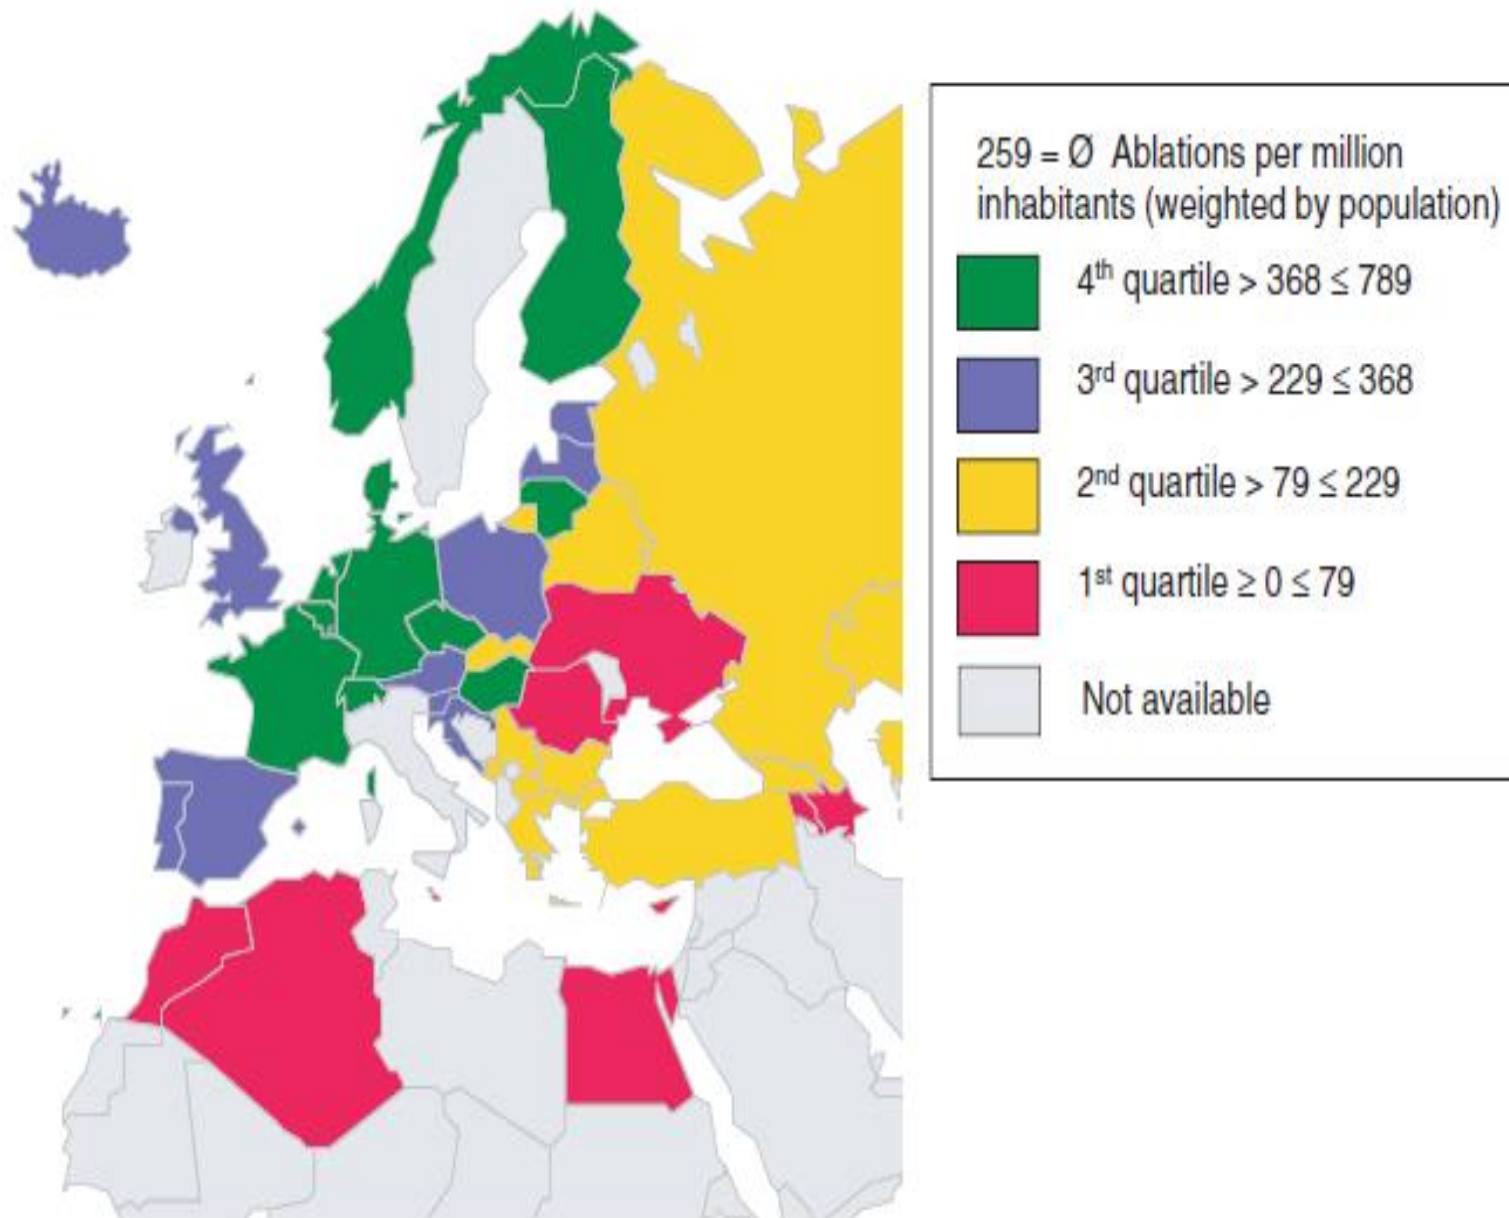 259 = Ø Ablations per million
inhabitants (weighted by population)
4th quartile > 368 ≤ 789
3rd quartile > 229 ≤ 368
2nd quartile > 79 ≤ 229
1st quartile ≥ 0 ≤ 79
Not available